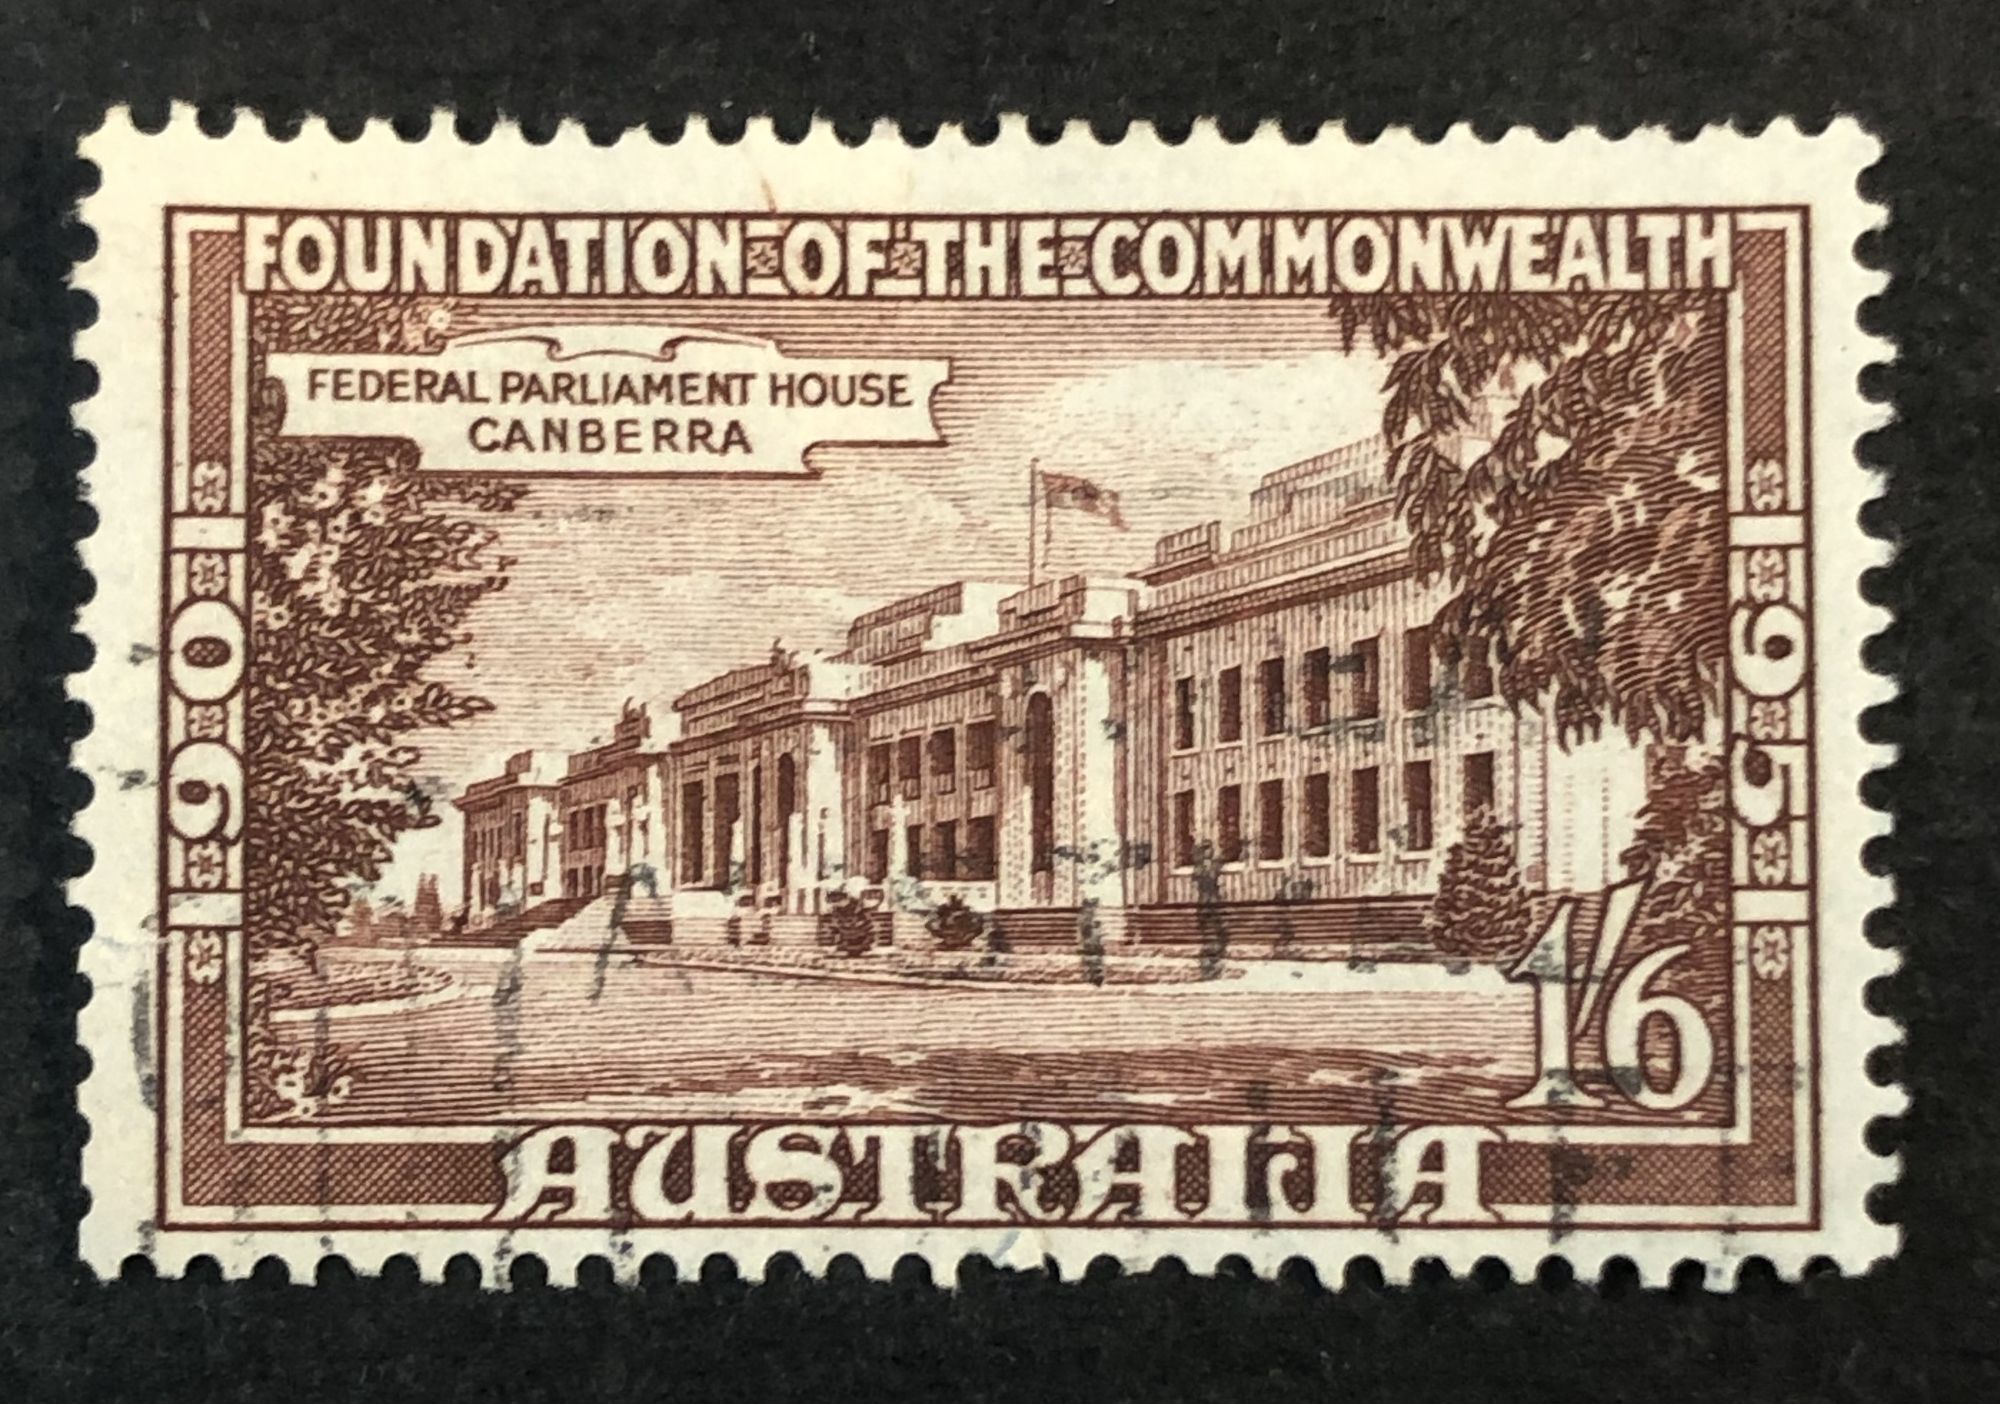 FOUNDATION OF THE COMMONWEALTH
FEDERAL PARLIAMENT HOUSE
CANBERRA
1901
1951
1/6
AUSTRALIA